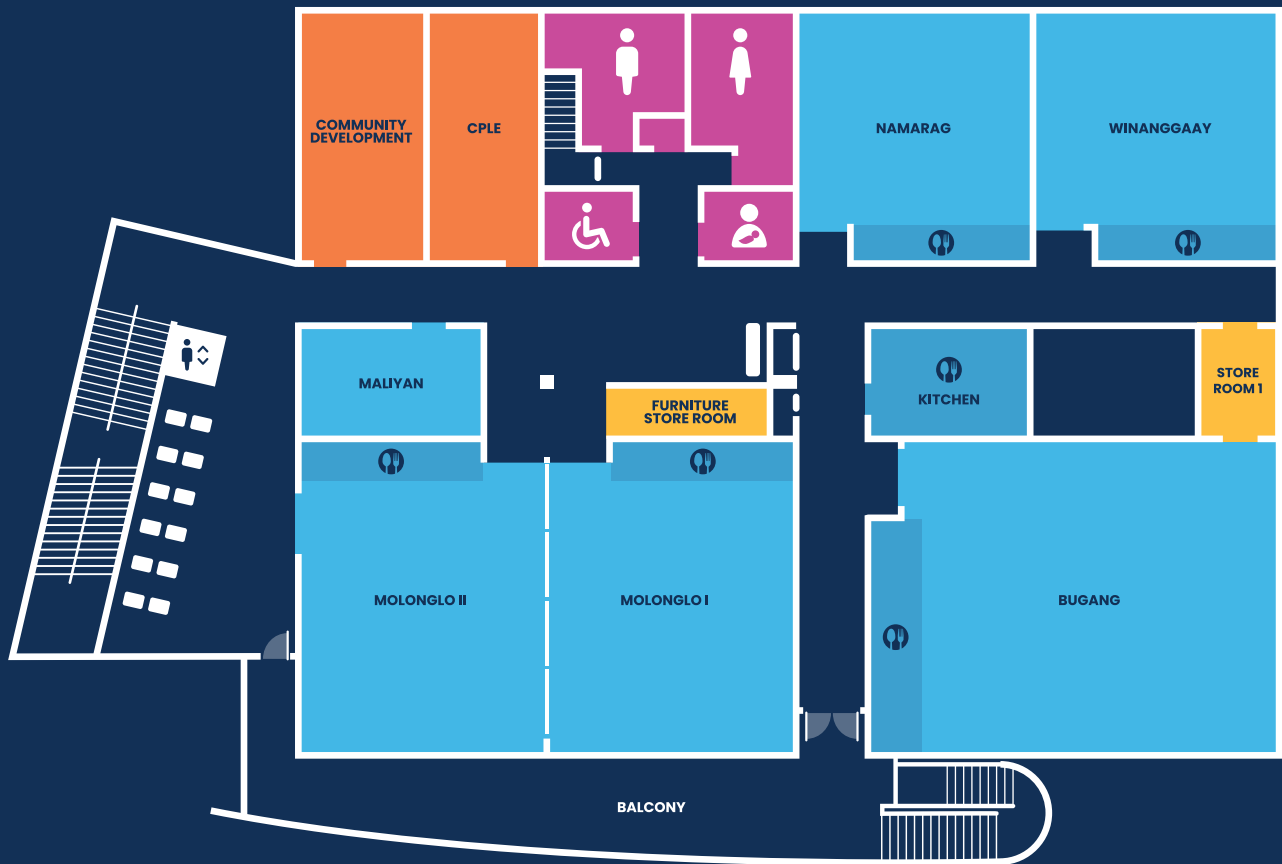 COMMUNITY
DEVELOPMENT
CPLE
NAMARAG
WINANGGAAY
MALIYAN
FURNITURE
STORE ROOM
KITCHEN
STORE
ROOM 1
MOLONGLO II
MOLONGLO I
BUGANG
BALCONY